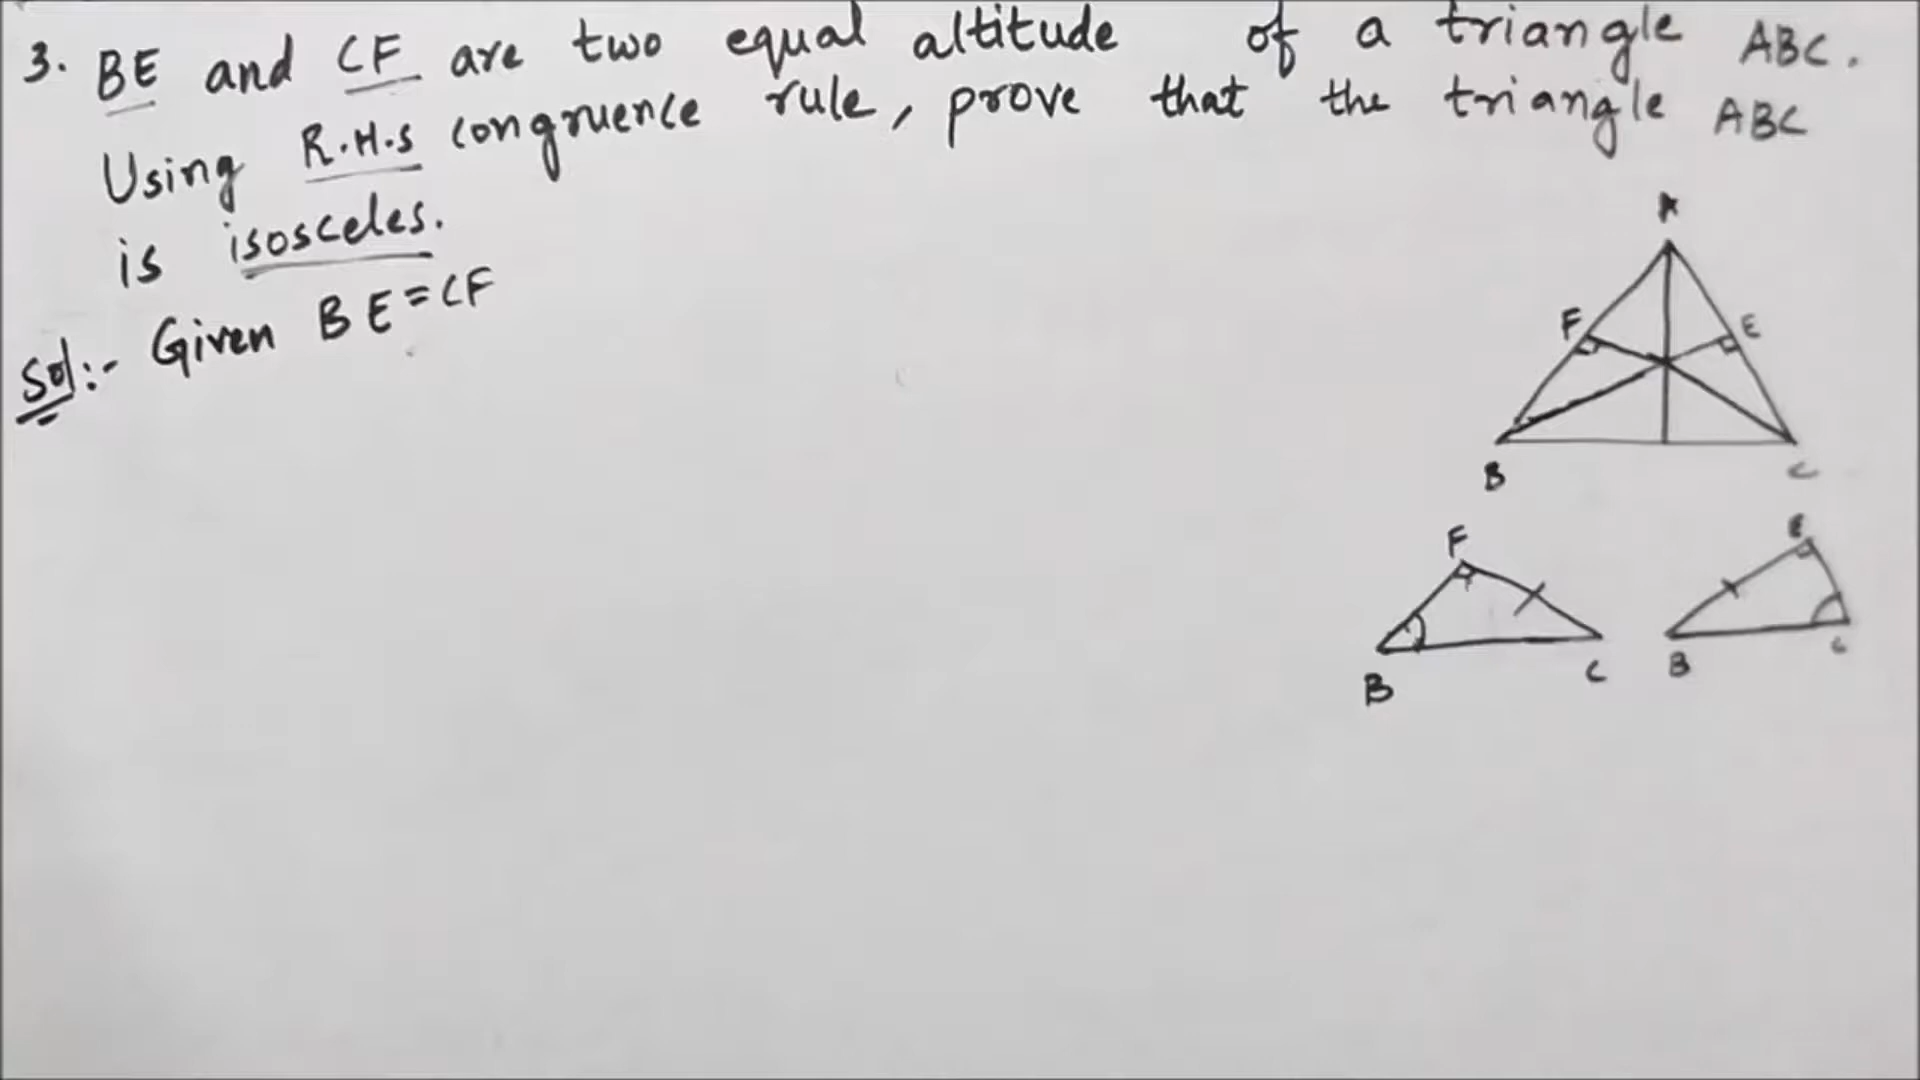 3. BE and CF are two equal altitude of a triangle ABC.
Using R.H.S congruence rule, prove that the triangle ABC
is isosceles.
Sol:- Given BE=CF
A
F E
B C
F E
B C B C